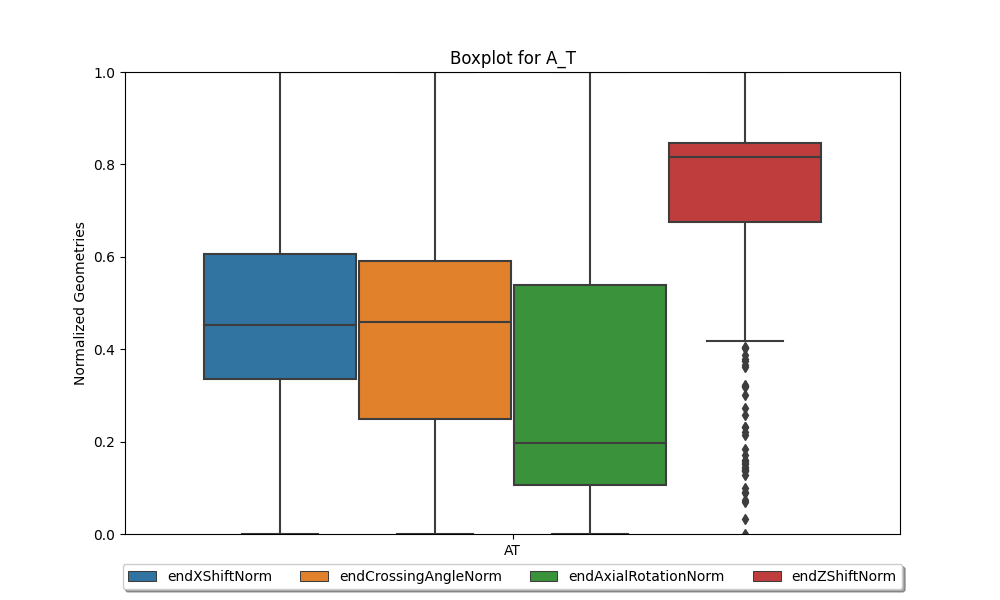 Boxplot for A_T
1.0
0.8
0.6
0.4
0.2
0.0
Normalized Geometries
AT
endXShiftNorm endCrossingAngleNorm endAxialRotationNorm endZShiftNorm